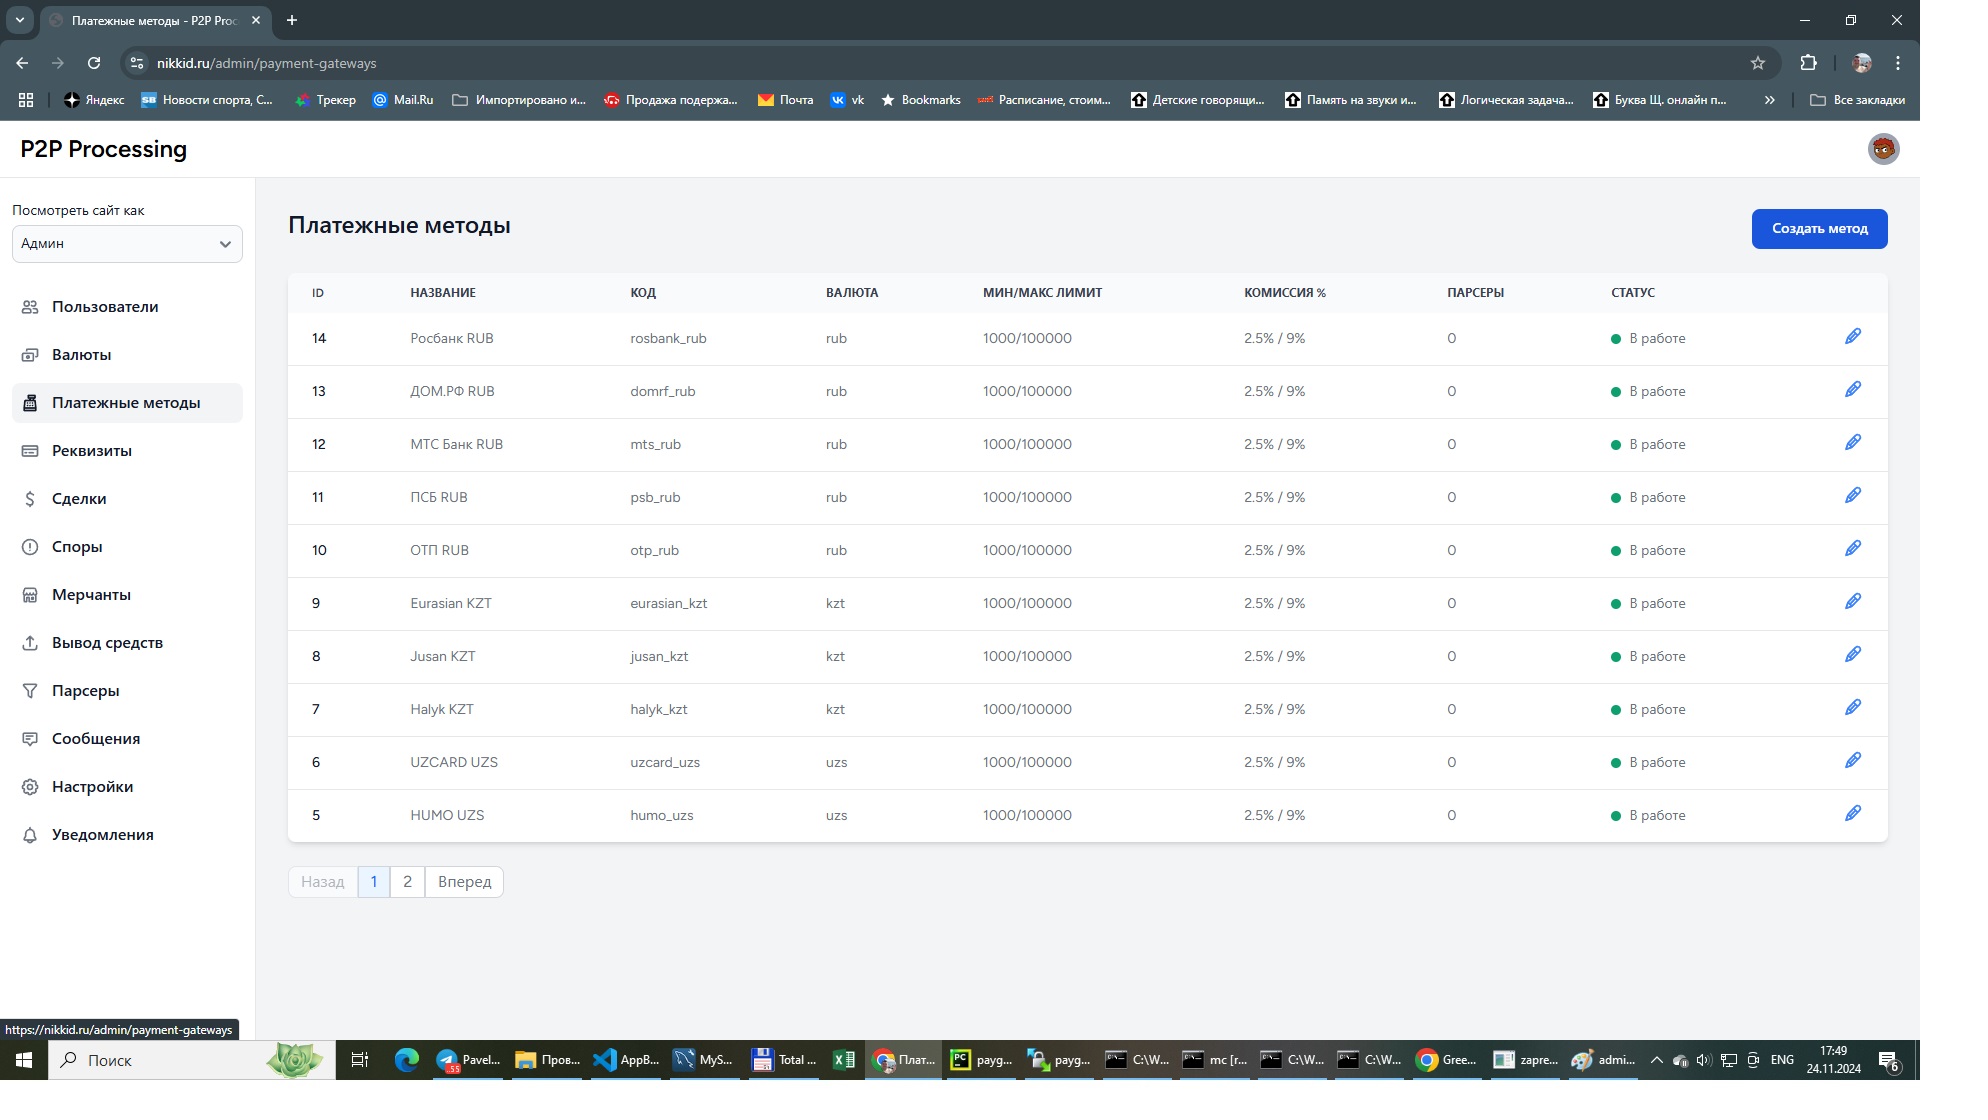 Платежные методы - P2P Proc
nikkid.ru/admin/payment-gateways
Яндекс
Новости спорта, С...
Трекер
Mail.Ru
Импортировано и...
Продажа подержа...
Почта
vk
Bookmarks
Расписание, стоим...
Детские говорящи...
Память на звуки и...
Логическая задача...
Буква Щ. онлайн п...
Все закладки
P2P Processing
Посмотреть сайт как
Админ
Пользователи
Валюты
Платежные методы
Реквизиты
Сделки
Споры
Мерчанты
Вывод средств
Парсеры
Сообщения
Настройки
Уведомления
Платежные методы
Создать метод
ID НАЗВАНИЕ КОД ВАЛЮТА МИН/МАКС ЛИМИТ КОМИССИЯ % ПАРСЕРЫ СТАТУС
14 Росбанк RUB rosbank_rub rub 1000/100000 2.5% / 9% 0 В работе
13 ДОМ.РФ RUB domrf_rub rub 1000/100000 2.5% / 9% 0 В работе
12 МТС Банк RUB mts_rub rub 1000/100000 2.5% / 9% 0 В работе
11 ПСБ RUB psb_rub rub 1000/100000 2.5% / 9% 0 В работе
10 ОТП RUB otp_rub rub 1000/100000 2.5% / 9% 0 В работе
9 Eurasian KZT eurasian_kzt kzt 1000/100000 2.5% / 9% 0 В работе
8 Jusan KZT jusan_kzt kzt 1000/100000 2.5% / 9% 0 В работе
7 Halyk KZT halyk_kzt kzt 1000/100000 2.5% / 9% 0 В работе
6 UZCARD UZS uzcard_uzs uzs 1000/100000 2.5% / 9% 0 В работе
5 HUMO UZS humo_uzs uzs 1000/100000 2.5% / 9% 0 В работе
Назад 1 2 Вперед
https://nikkid.ru/admin/payment-gateways
Поиск
Pavel...
Пров...
AppB...
MyS...
Total ...
Плат...
payg...
payg...
C:\W...
mc [r...
C:\W...
C:\W...
Gree...
zapre...
admi...
ENG
17:49
24.11.2024
6